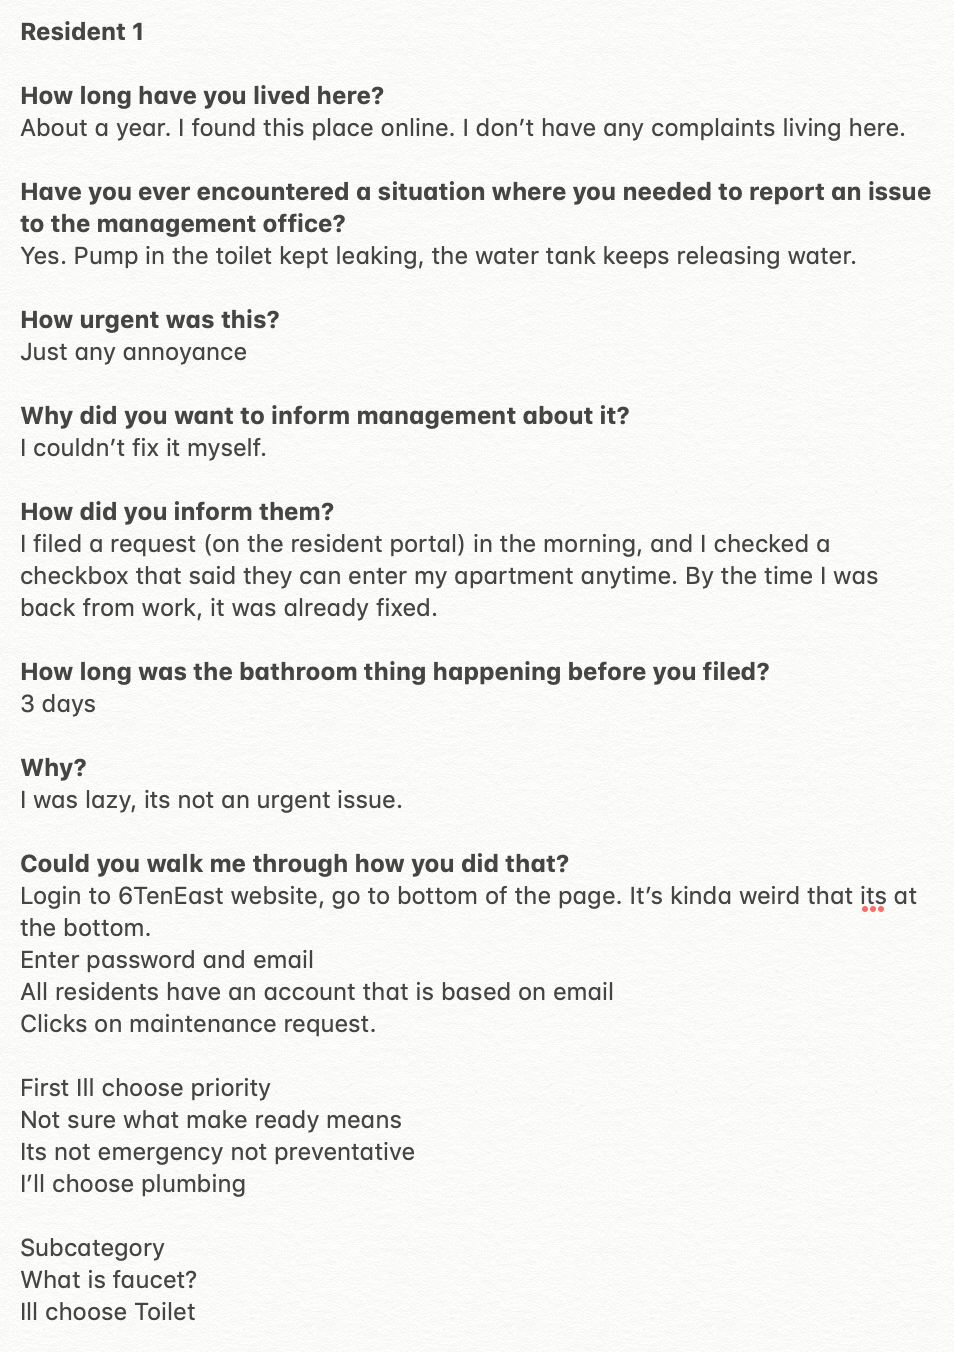 Resident 1
How long have you lived here?
About a year. I found this place online. I don’t have any complaints living here.
Have you ever encountered a situation where you needed to report an issue
to the management office?
Yes. Pump in the toilet kept leaking, the water tank keeps releasing water.
How urgent was this?
Just any annoyance
Why did you want to inform management about it?
I couldn’t fix it myself.
How did you inform them?
I filed a request (on the resident portal) in the morning, and I checked a
checkbox that said they can enter my apartment anytime. By the time I was
back from work, it was already fixed.
How long was the bathroom thing happening before you filed?
3 days
Why?
I was lazy, its not an urgent issue.
Could you walk me through how you did that?
Login to 6TenEast website, go to bottom of the page. It’s kinda weird that its at
the bottom.
Enter password and email
All residents have an account that is based on email
Clicks on maintenance request.
First Ill choose priority
Not sure what make ready means
Its not emergency not preventative
I’ll choose plumbing
Subcategory
What is faucet?
Ill choose Toilet